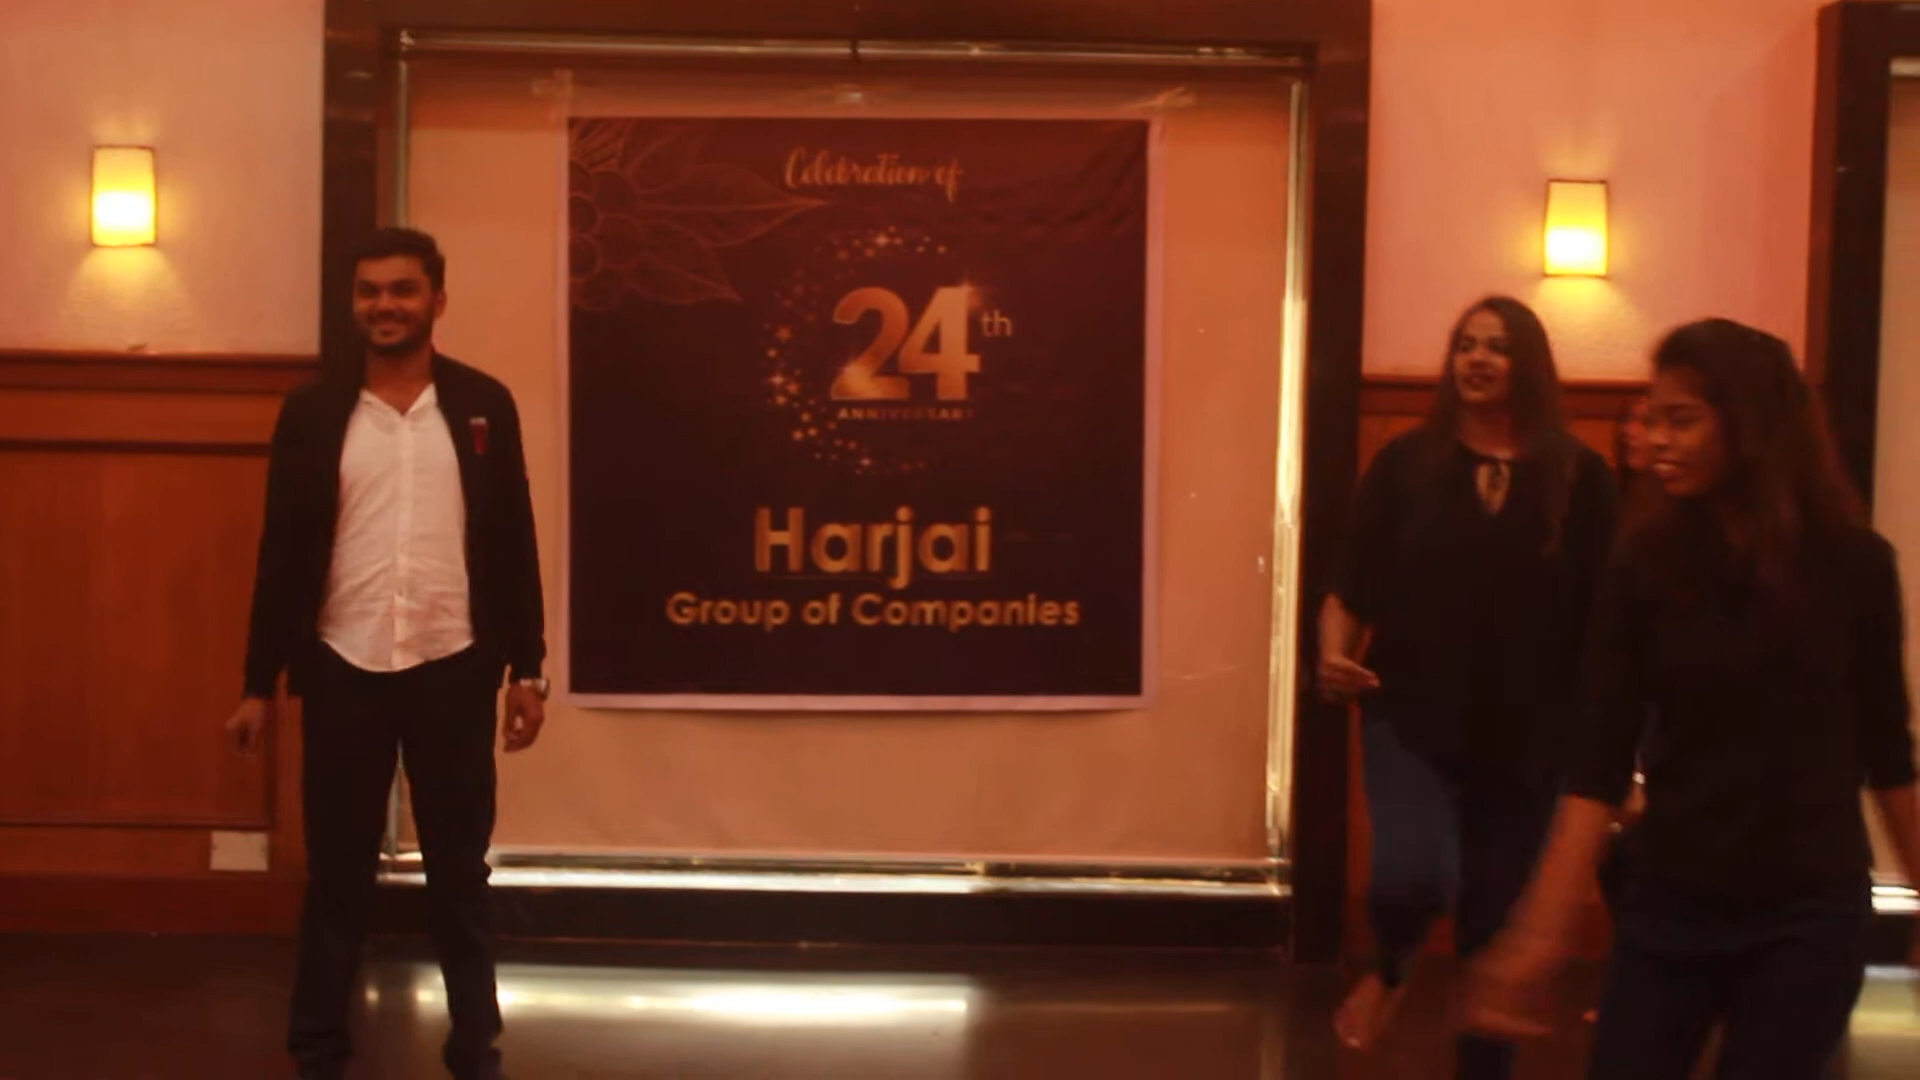 Celebration of
24th
ANNIVERSARY
Harjai
Group of Companies